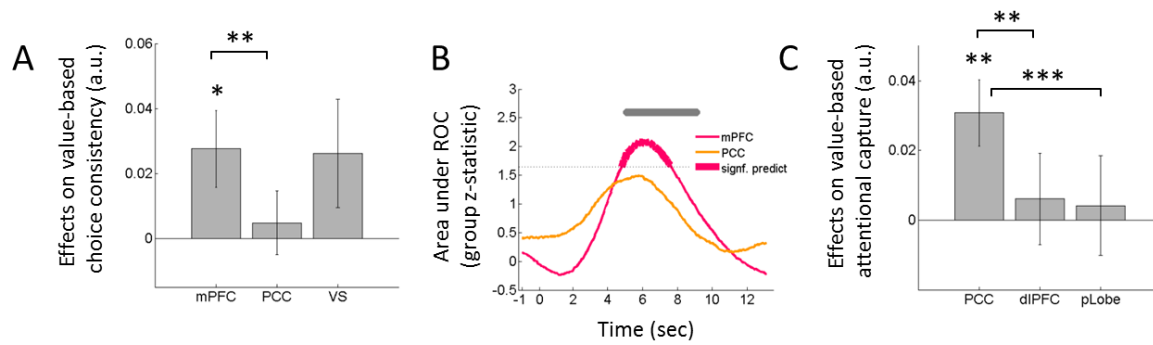 A
Effects on value-based
choice consistency (a.u.)
0.06
0.04
0.02
0
**
*
mPFC PCC VS
B
Area under ROC
(group z-statistic)
3
2.5
2
1.5
1
0.5
0
-0.5
-1 0 2 4 6 8 10 12
Time (sec)
mPFC
PCC
signf. predict
C
Effects on value-based
attentional capture (a.u.)
0.04
0.02
0
**
**
***
PCC dlPFC pLobe